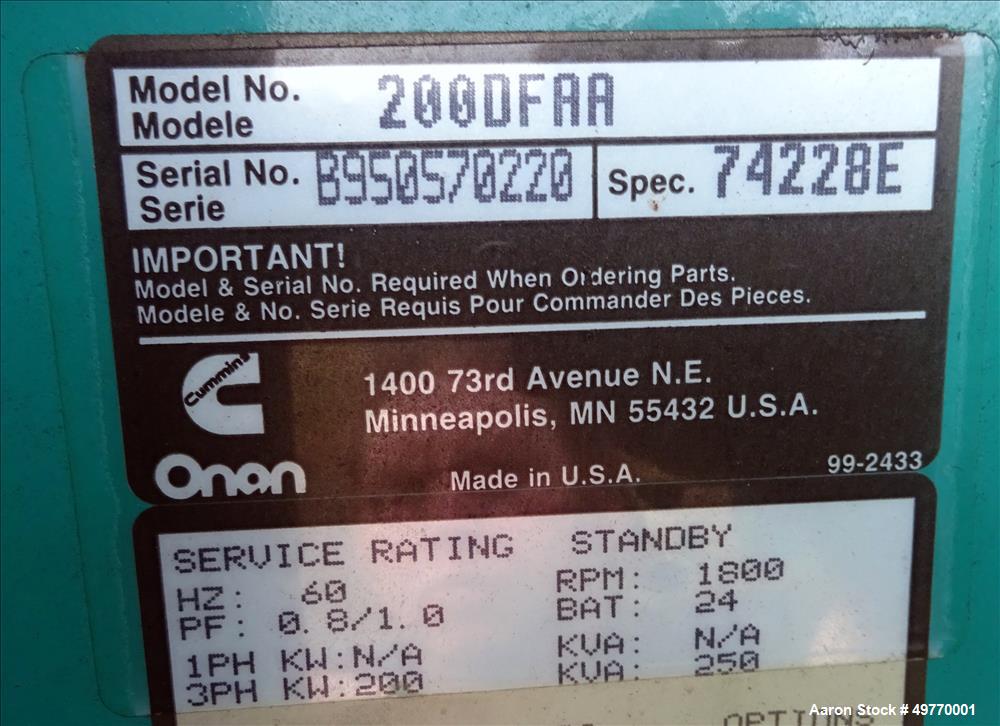 Model No. 200DFAA
Modele
Serial No. B950570220 Spec. 74228E
Serie
IMPORTANT!
Model & Serial No. Required When Ordering Parts.
Modele & No. Serie Requis Pour Commander Des Pieces.
Cummins
1400 73rd Avenue N.E.
Minneapolis, MN 55432 U.S.A.
Onan
Made in U.S.A.
99-2433
SERVICE RATING STANDBY
HZ: 60 RPM: 1800
PF: 0.8/1.0 BAT: 24
1PH KW:N/A KVA: N/A
3PH KW:200 KVA: 250
OPTIONS
Aaron Stock # 49770001